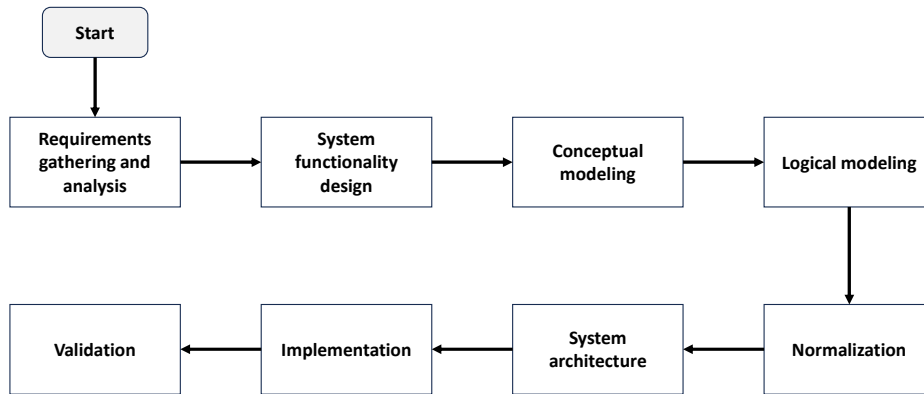 Start
Requirements
gathering and
analysis
System
functionality
design
Conceptual
modeling
Logical modeling
Validation
Implementation
System
architecture
Normalization